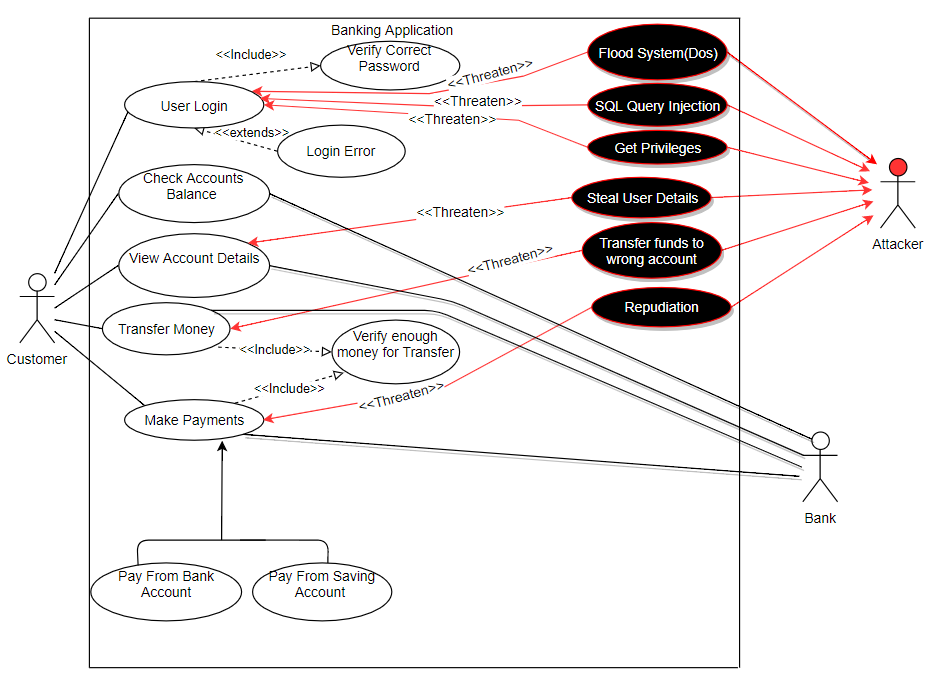 Banking Application
<<Include>>
Verify Correct
Password
Flood System(Dos)
<<Threaten>>
User Login
<<Threaten>>
SQL Query Injection
<<Threaten>>
<<extends>>
Login Error
Get Privileges
Check Accounts
Balance
Steal User Details
<<Threaten>>
Attacker
View Account Details
<<Threaten>>
Transfer funds to
wrong account
Repudiation
Customer
Transfer Money
<<Include>>
Verify enough
money for Transfer
<<Include>>
<<Threaten>>
Make Payments
Bank
Pay From Bank
Account
Pay From Saving
Account